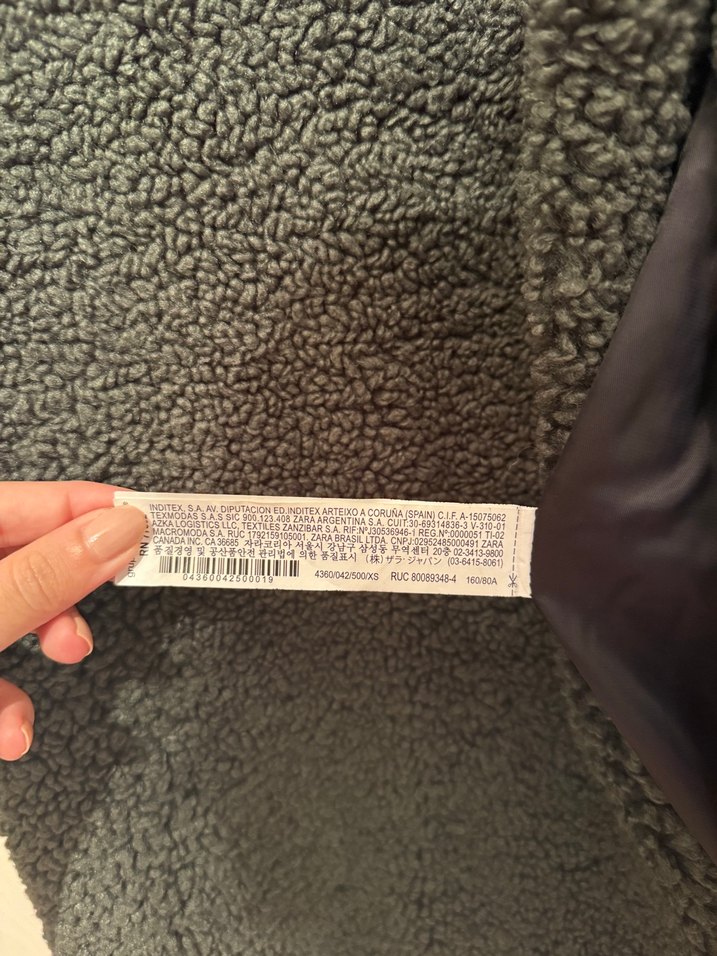 INDITEX, S.A. AV. DIPUTACION ED.INDITEX ARTEIXO A CORUÑA (SPAIN) C.I.F. A-15075062
TEXMODAS S.A.S SIC 900.123.408 ZARA ARGENTINA S.A. CUIT:30-69314836-3 V-310-01
AZKA LOGISTICS LLC, TEXTILES ZANZIBAR S.A. RIF:NºJ30536946-1 REG.Nº:0000051 TI-02
MACROMODA S.A. RUC 1792159105001. ZARA BRASIL LTDA. CNPJ:02952485000491 ZARA
CANADA INC. CA 36685 자라코리아 서울시 강남구 삼성동 무역센터 20층 02-3413-9800
품질경영 및 공산품안전 관리법에 의한 품질표시 (株) ザラ・ジャパン (03-6415-8061)
04360042500019
4360/042/500/XS RUC 80089348-4 160/80A
RN